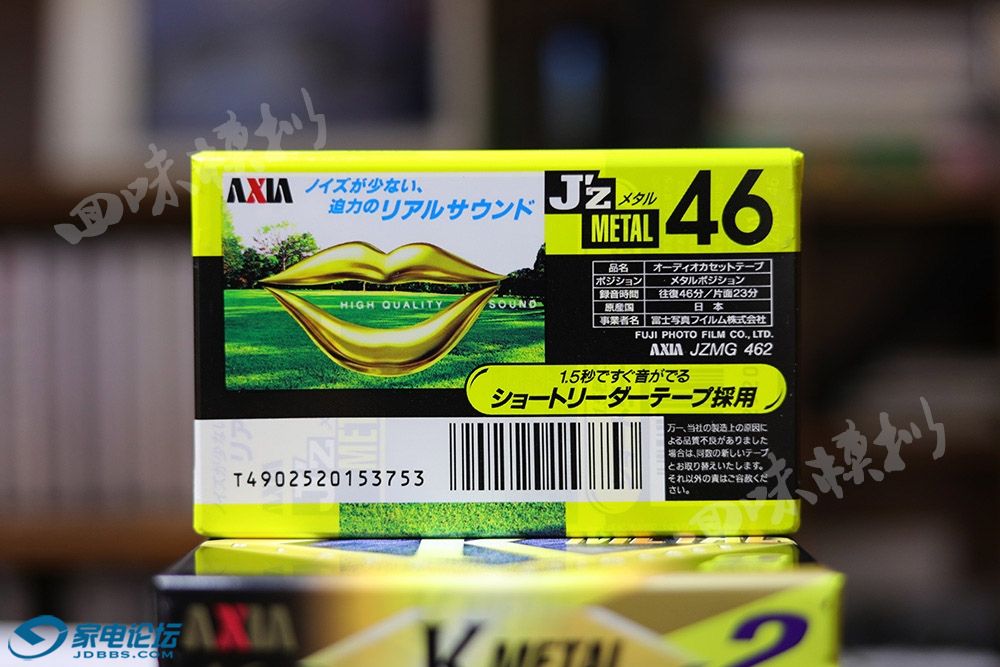 AXIA
ノイズが少ない、
迫力のリアルサウンド
J'z メタル
METAL
46
HIGH QUALITY SOUND
品名 オーディオカセットテープ
ポジション メタルポジション
録音時間 往復46分/片面23分
原産国 日本
事業者名 富士写真フイルム株式会社
FUJI PHOTO FILM CO., LTD.
AXIA JZMG 462
1.5秒ですぐ音がでる
ショートリーダーテープ採用
T4902520153753
万一、当社の製造上の原因に
よる品質不良がありました
場合は、同数の新しいテープ
とお取り替えいたします。
それ以外の責はご容赦くだ
さい。
AXIA
K METAL
2
家电论坛
JDBBS.COM